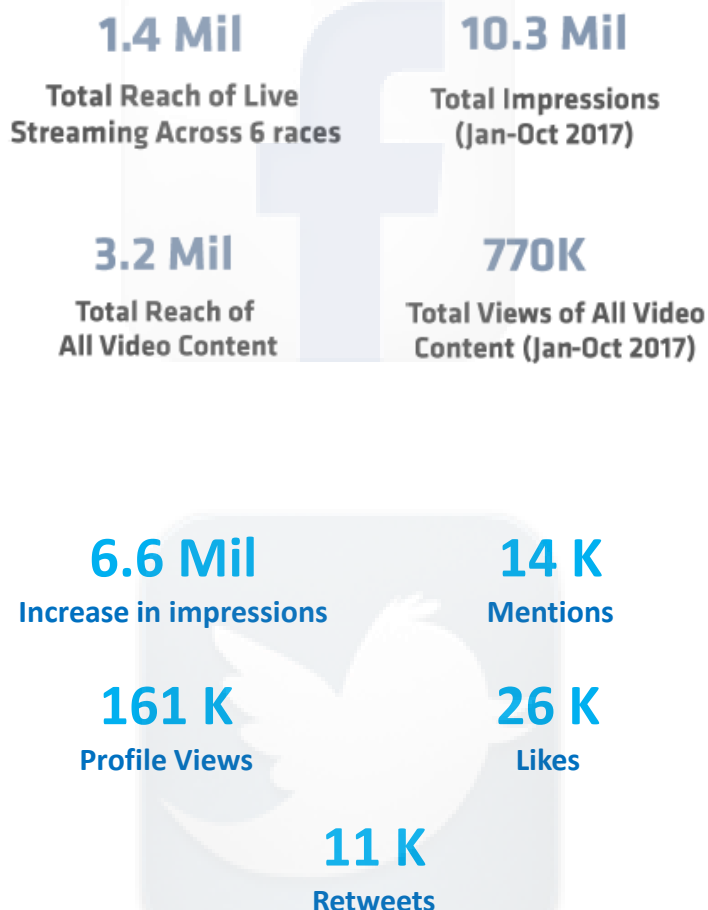 1.4 Mil
Total Reach of Live
Streaming Across 6 races
10.3 Mil
Total Impressions
(Jan-Oct 2017)
3.2 Mil
Total Reach of
All Video Content
770K
Total Views of All Video
Content (Jan-Oct 2017)
6.6 Mil
Increase in impressions
14 K
Mentions
161 K
Profile Views
26 K
Likes
11 K
Retweets